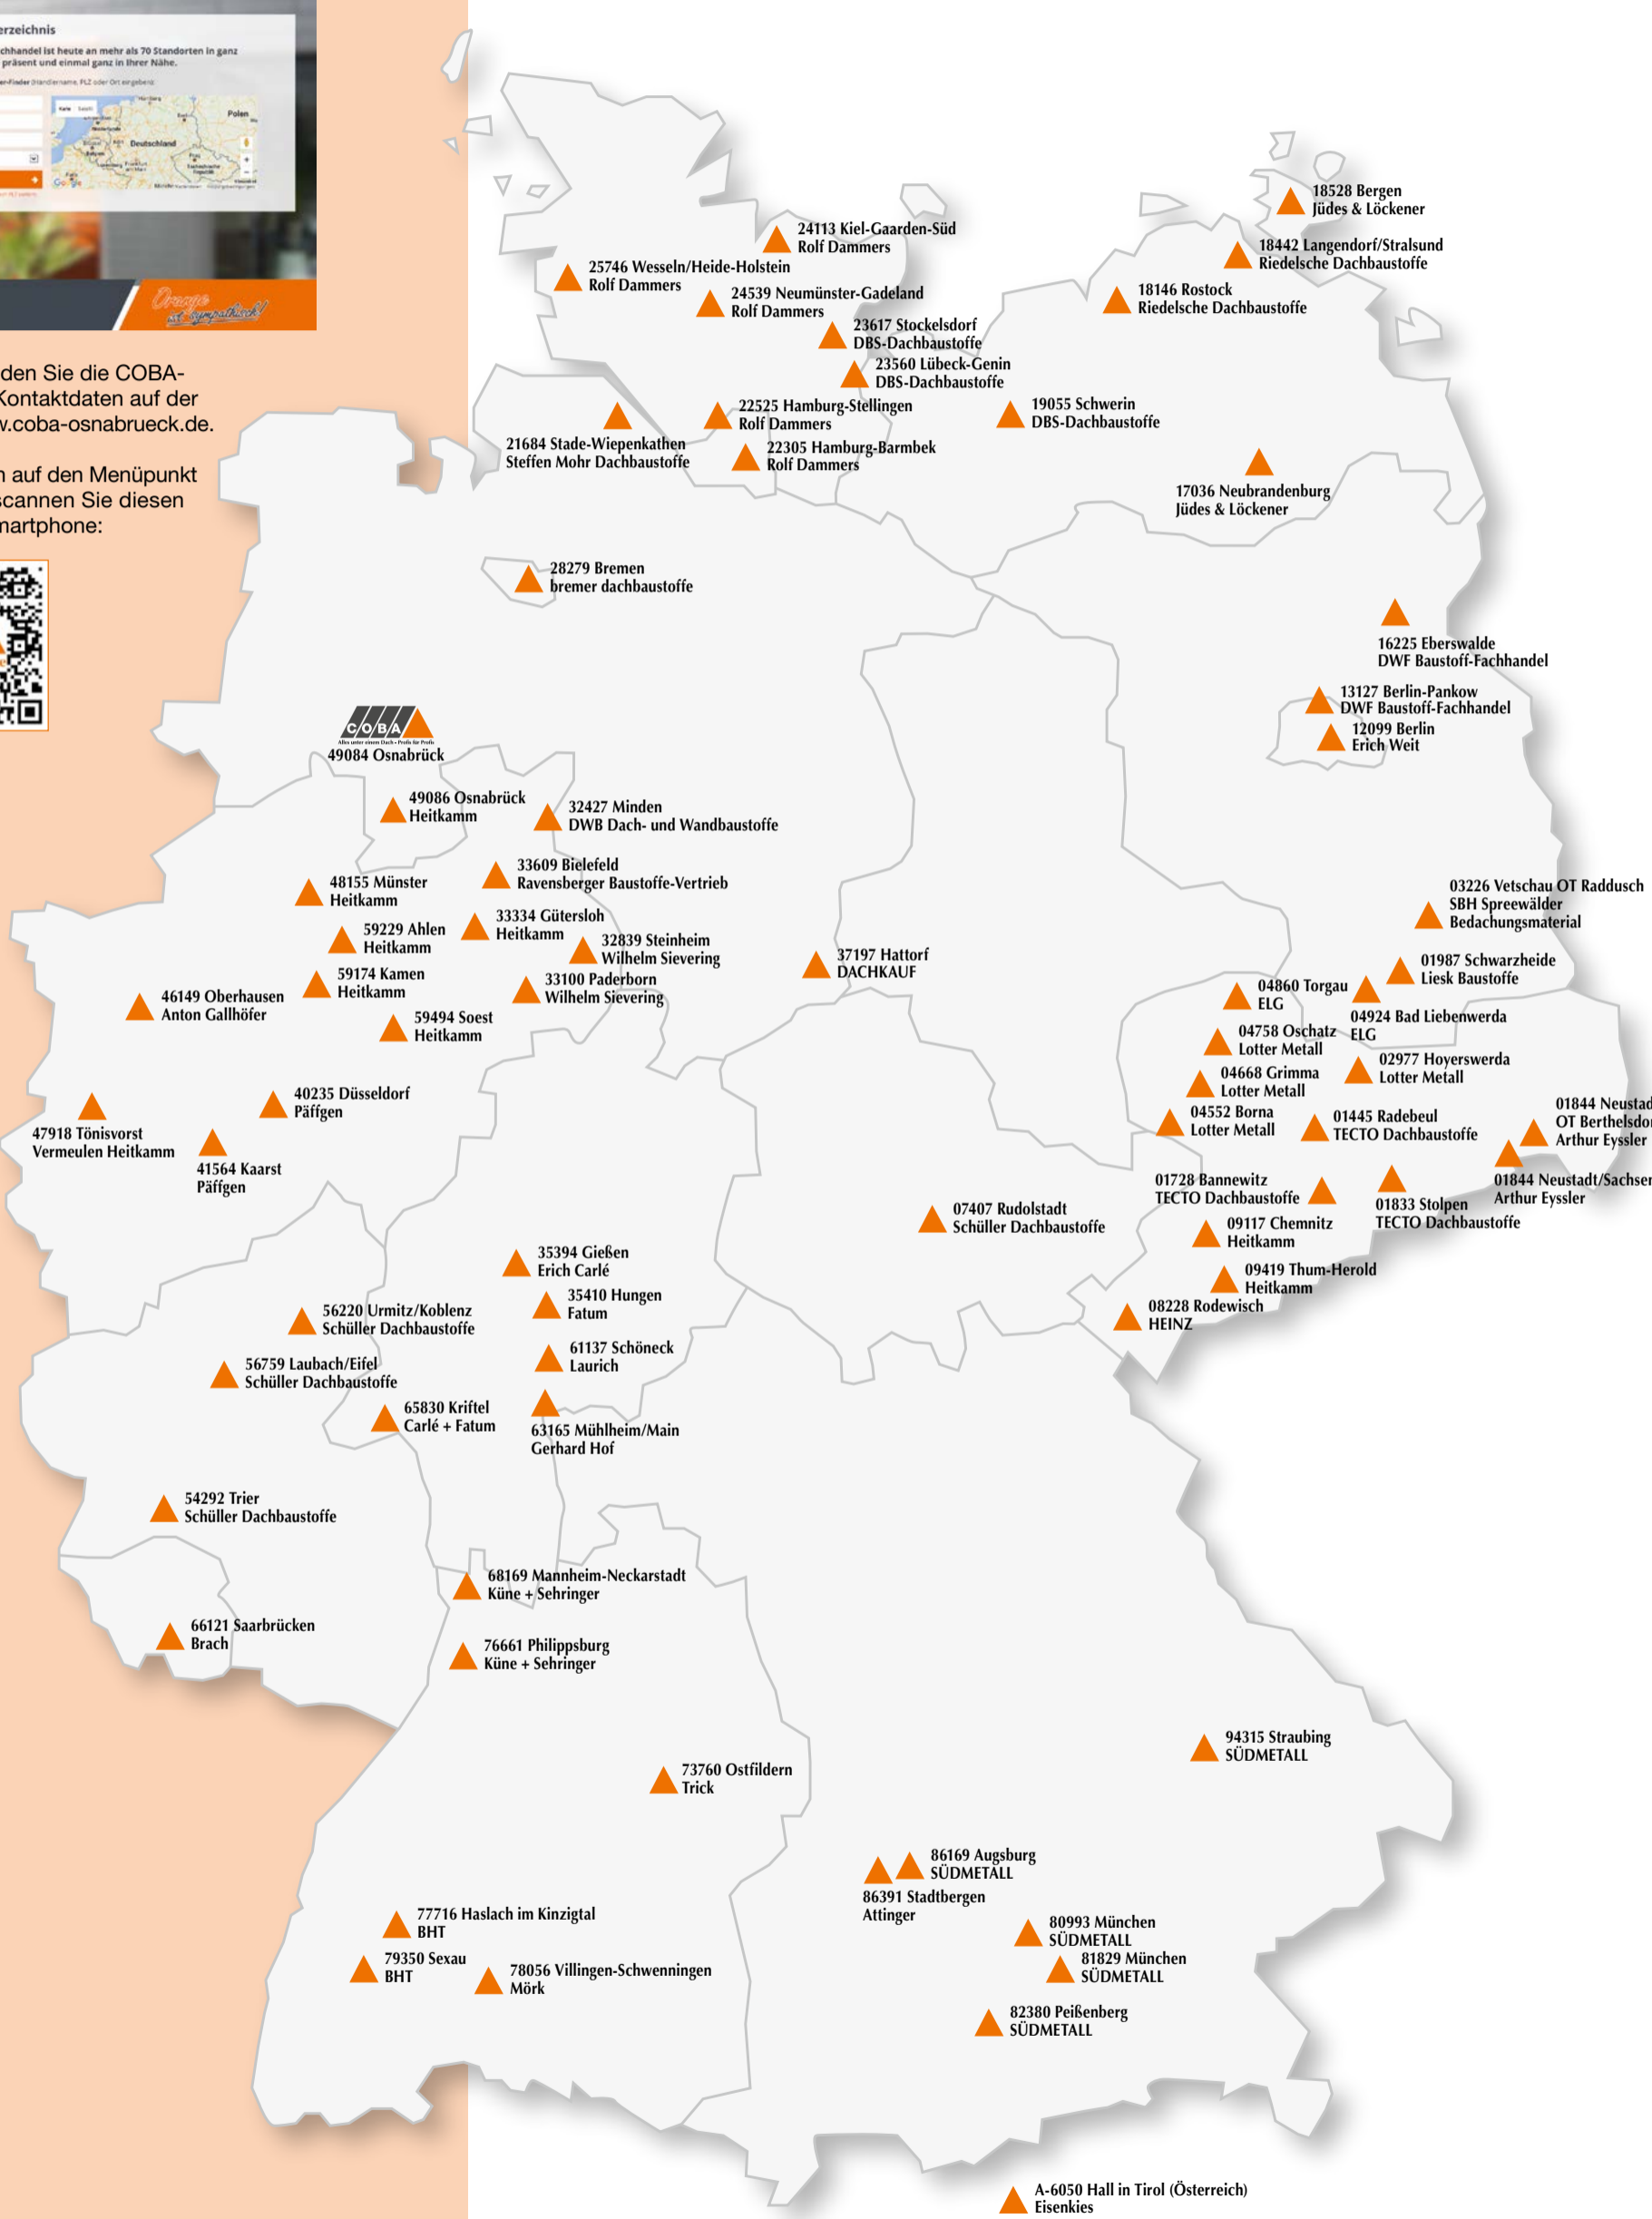 erzeichnis
chhandel ist heute an mehr als 70 Standorten in ganz
präsent und einmal ganz in Ihrer Nähe.
er-Finder (Händlername, PLZ oder Ort eingeben):
Polen
Deutschland
Google
Orange
ist sympathisch!
den Sie die COBA-
Kontaktdaten auf der
w.coba-osnabrueck.de.
n auf den Menüpunkt
scannen Sie diesen
martphone:
18528 Bergen
Jüdes & Löckener
24113 Kiel-Gaarden-Süd
Rolf Dammers
18442 Langendorf/Stralsund
Riedelsche Dachbaustoffe
25746 Wesseln/Heide-Holstein
Rolf Dammers
24539 Neumünster-Gadeland
Rolf Dammers
18146 Rostock
Riedelsche Dachbaustoffe
23617 Stockelsdorf
DBS-Dachbaustoffe
23560 Lübeck-Genin
DBS-Dachbaustoffe
22525 Hamburg-Stellingen
Rolf Dammers
19055 Schwerin
DBS-Dachbaustoffe
21684 Stade-Wiepenkathen
Steffen Mohr Dachbaustoffe
22305 Hamburg-Barmbek
Rolf Dammers
17036 Neubrandenburg
Jüdes & Löckener
28279 Bremen
bremer dachbaustoffe
16225 Eberswalde
DWF Baustoff-Fachhandel
13127 Berlin-Pankow
DWF Baustoff-Fachhandel
12099 Berlin
Erich Weit
COBA
Alles unter einem Dach - Profis für Profis
49084 Osnabrück
49086 Osnabrück
Heitkamm
32427 Minden
DWB Dach- und Wandbaustoffe
33609 Bielefeld
Ravensberger Baustoffe-Vertrieb
48155 Münster
Heitkamm
03226 Vetschau OT Raddusch
SBH Spreewälder
Bedachungsmaterial
33334 Gütersloh
Heitkamm
59229 Ahlen
Heitkamm
32839 Steinheim
Wilhelm Sievering
37197 Hattorf
DACHKAUF
01987 Schwarzheide
Liesk Baustoffe
59174 Kamen
Heitkamm
33100 Paderborn
Wilhelm Sievering
04860 Torgau
ELG
46149 Oberhausen
Anton Gallhöfer
04924 Bad Liebenwerda
ELG
59494 Soest
Heitkamm
04758 Oschatz
Lotter Metall
02977 Hoyerswerda
Lotter Metall
04668 Grimma
Lotter Metall
40235 Düsseldorf
Päffgen
01844 Neustad
OT Berthelsdor
Arthur Eyssler
04552 Borna
Lotter Metall
01445 Radebeul
TECTO Dachbaustoffe
47918 Tönisvorst
Vermeulen Heitkamm
41564 Kaarst
Päffgen
01728 Bannewitz
TECTO Dachbaustoffe
01844 Neustadt/Sachsen
Arthur Eyssler
01833 Stolpen
TECTO Dachbaustoffe
07407 Rudolstadt
Schüller Dachbaustoffe
09117 Chemnitz
Heitkamm
35394 Gießen
Erich Carlé
09419 Thum-Herold
Heitkamm
35410 Hungen
Fatum
08228 Rodewisch
HEINZ
56220 Urmitz/Koblenz
Schüller Dachbaustoffe
61137 Schöneck
Laurich
56759 Laubach/Eifel
Schüller Dachbaustoffe
65830 Kriftel
Carlé + Fatum
63165 Mühlheim/Main
Gerhard Hof
54292 Trier
Schüller Dachbaustoffe
68169 Mannheim-Neckarstadt
Küne + Sehringer
66121 Saarbrücken
Brach
76661 Philippsburg
Küne + Sehringer
94315 Straubing
SÜDMETALL
73760 Ostfildern
Trick
86169 Augsburg
SÜDMETALL
86391 Stadtbergen
Attinger
77716 Haslach im Kinzigtal
BHT
80993 München
SÜDMETALL
79350 Sexau
BHT
81829 München
SÜDMETALL
78056 Villingen-Schwenningen
Mörk
82380 Peißenberg
SÜDMETALL
A-6050 Hall in Tirol (Österreich)
Eisenkies